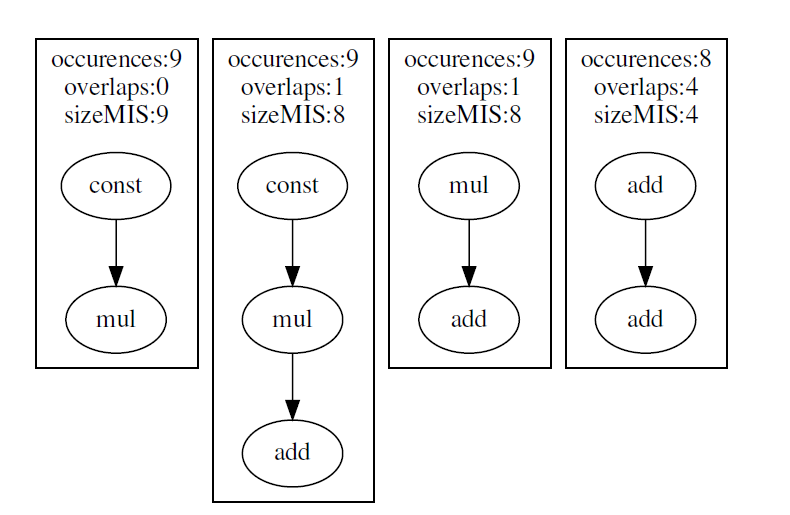 occurences:9
overlaps:0
sizeMIS:9
const
mul
occurences:9
overlaps:1
sizeMIS:8
const
mul
add
occurences:9
overlaps:1
sizeMIS:8
mul
add
occurences:8
overlaps:4
sizeMIS:4
add
add